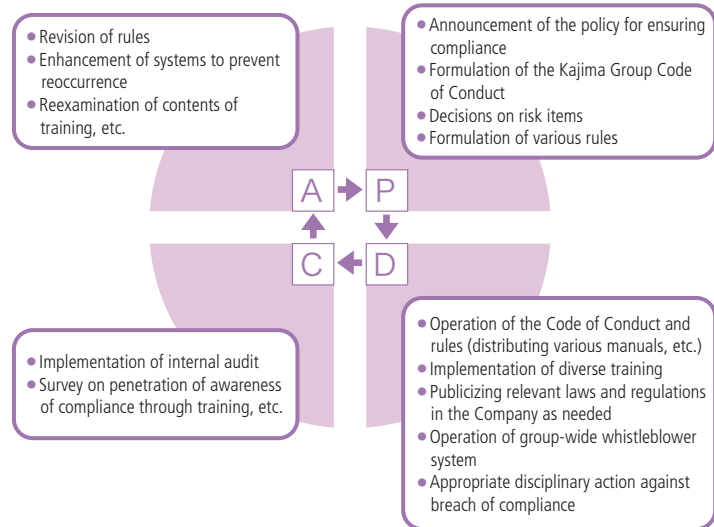 ● Revision of rules
● Enhancement of systems to prevent
reoccurrence
● Reexamination of contents of
training, etc.
● Announcement of the policy for ensuring
compliance
● Formulation of the Kajima Group Code
of Conduct
● Decisions on risk items
● Formulation of various rules
A P
C D
● Implementation of internal audit
● Survey on penetration of awareness
of compliance through training, etc.
● Operation of the Code of Conduct and
rules (distributing various manuals, etc.)
● Implementation of diverse training
● Publicizing relevant laws and regulations
in the Company as needed
● Operation of group-wide whistleblower
system
● Appropriate disciplinary action against
breach of compliance